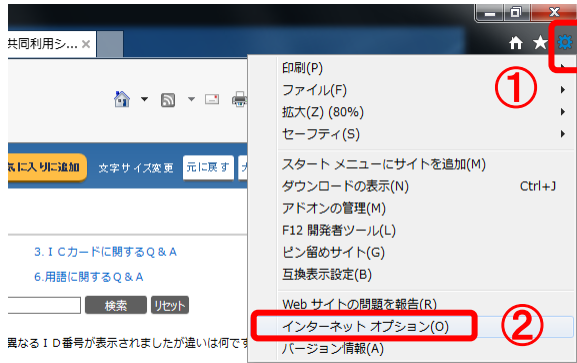 共同利用シ...
①
印刷(P)
ファイル(F)
拡大(Z) (80%)
セーフティ(S)
スタート メニューにサイトを追加(M)
ダウンロードの表示(N) Ctrl+J
アドオンの管理(M)
F12 開発者ツール(L)
ピン留めサイト(G)
互換表示設定(B)
Web サイトの問題を報告(R)
インターネット オプション(O)
②
バージョン情報(A)
気に入りに追加 文字サイズ変更 元に戻す
3.ＩＣカードに関するＱ＆Ａ
6.用語に関するＱ＆Ａ
検索 リセット
異なるＩＤ番号が表示されましたが違いは何です